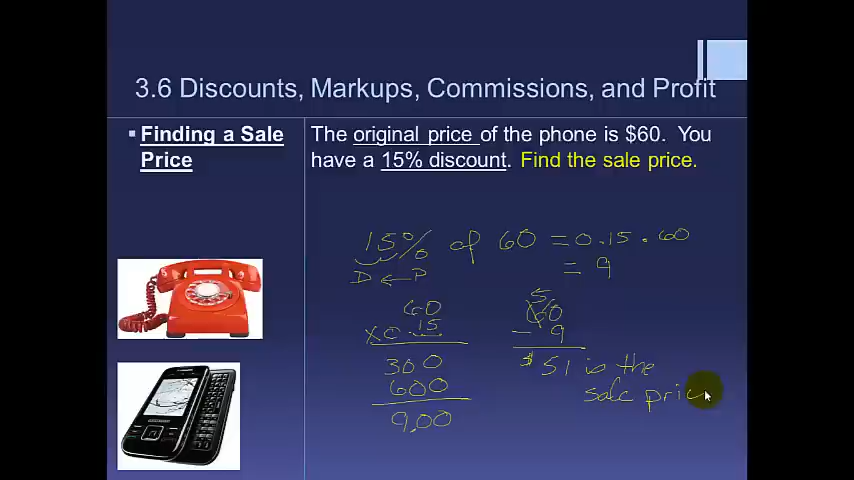 3.6 Discounts, Markups, Commissions, and Profit
▪ Finding a Sale Price
The original price of the phone is $60. You
have a 15% discount. Find the sale price.
15% of 60 = 0.15 · 60
D ← P
= 9
60
x 0.15
300
600
9.00
5
60
- 9
$51 is the
sale pric